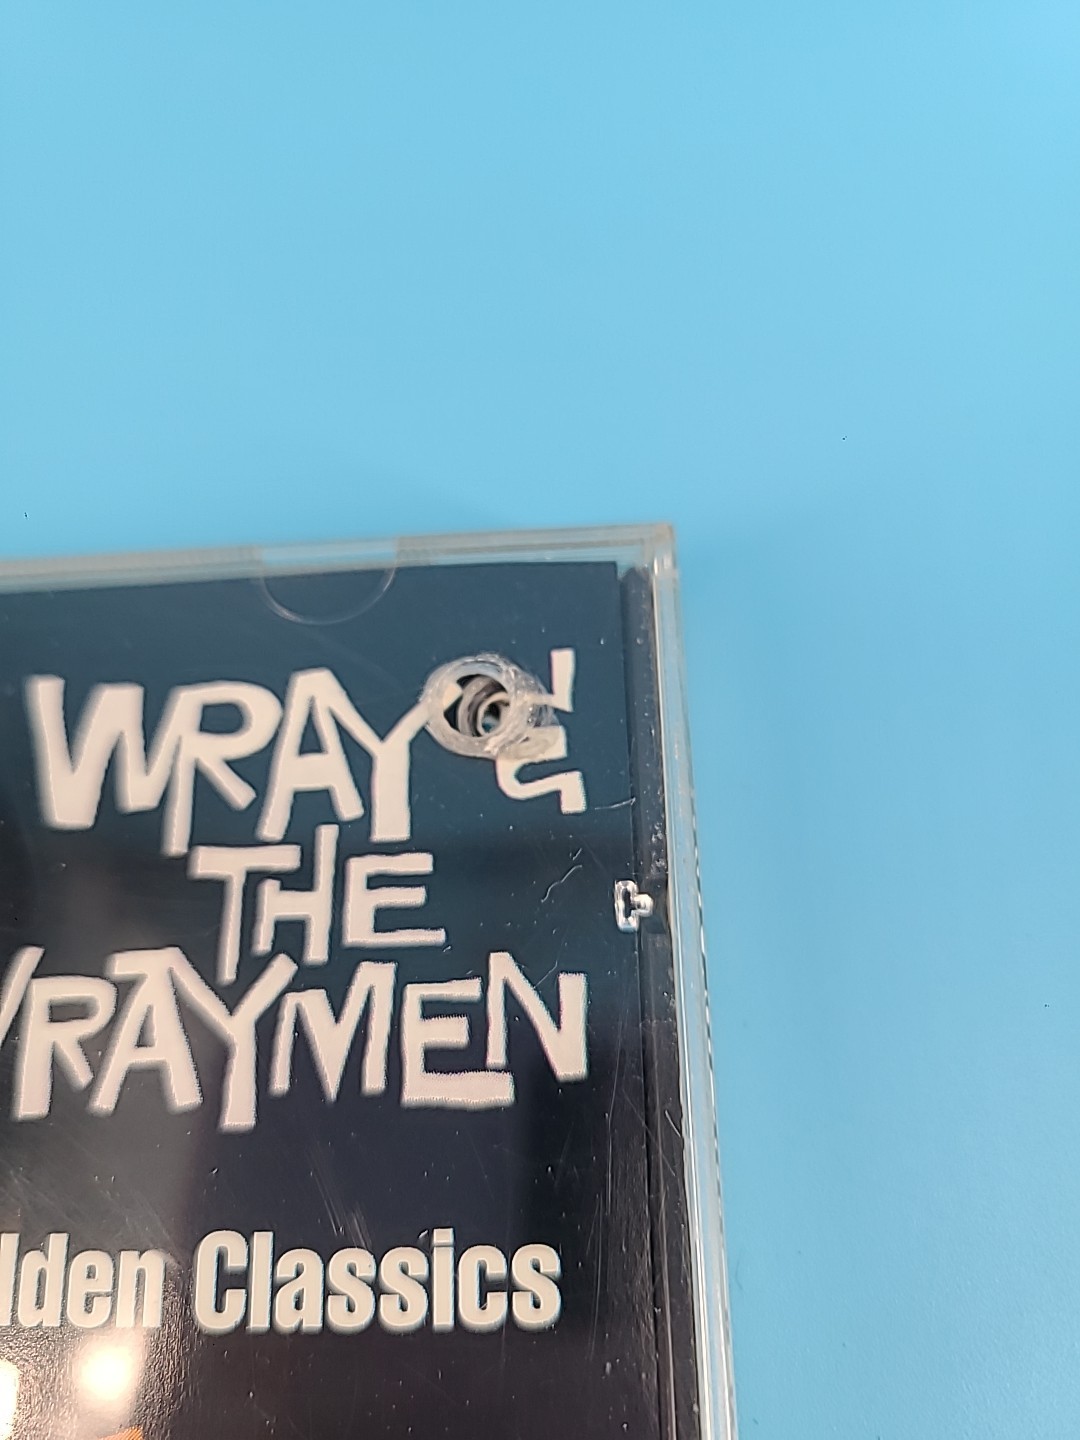 WRAY
THE
RAYMEN
lden Classics